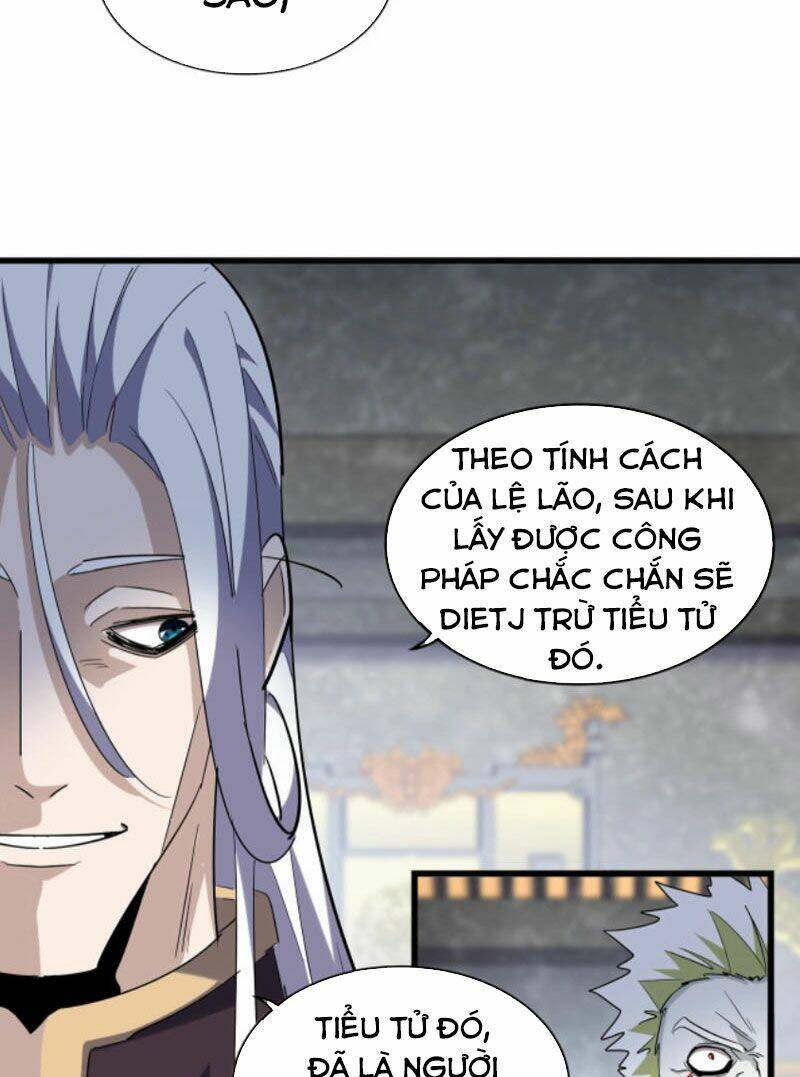 SAO,
THEO TÍNH CÁCH
CỦA LỆ LÃO, SAU KHI
LẤY ĐƯỢC CÔNG
PHÁP CHẮC CHẮN SẼ
DIETJ TRỪ TIỂU TỬ
ĐÓ.
TIỂU TỬ ĐÓ,
ĐÃ LÀ NGƯỜI